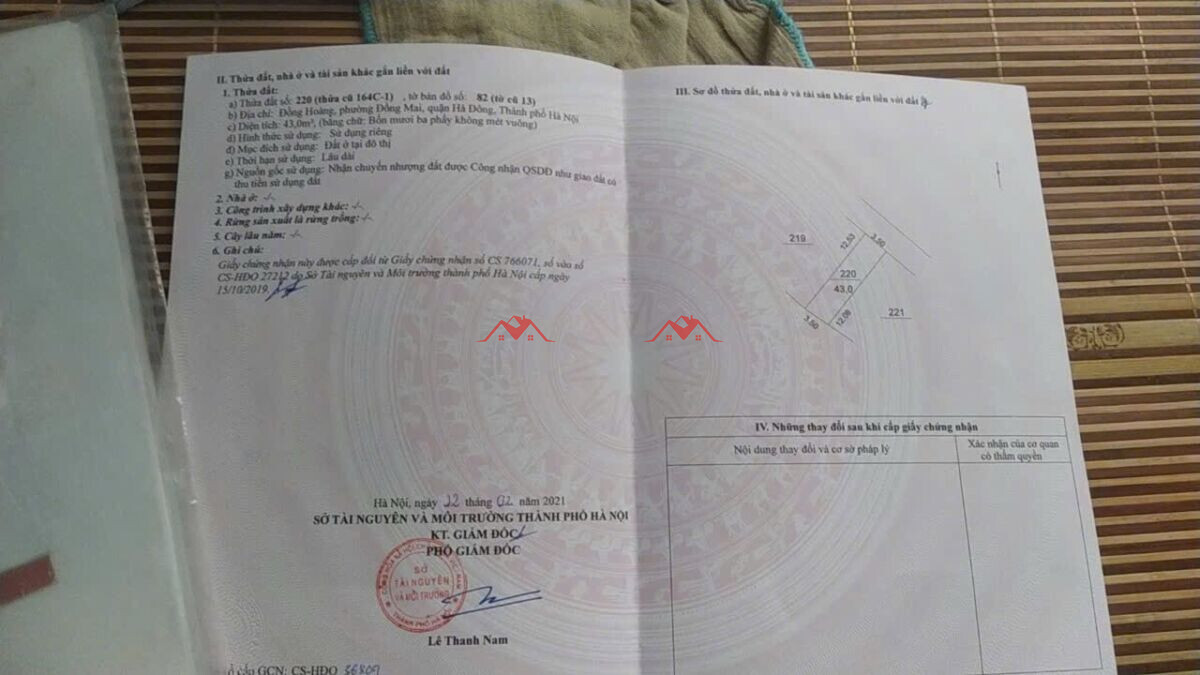 II. Thửa đất, nhà ở và tài sản khác gắn liền với đất
1. Thửa đất:
a) Thửa đất số: 220 (thửa cũ 164C-1) , tờ bản đồ số: 82 (tờ cũ 13)
b) Địa chỉ: Đồng Hoàng, phường Đồng Mai, quận Hà Đông, Thành phố Hà Nội
c) Diện tích: 43,0m², (bằng chữ: Bốn mươi ba phẩy không mét vuông)
d) Hình thức sử dụng: Sử dụng riêng
đ) Mục đích sử dụng: Đất ở tại đô thị
e) Thời hạn sử dụng: Lâu dài
g) Nguồn gốc sử dụng: Nhận chuyển nhượng đất được Công nhận QSDĐ như giao đất có
thu tiền sử dụng đất
2. Nhà ở: -/-
3. Công trình xây dựng khác: -/-
4. Rừng sản xuất là rừng trồng: -/-
5. Cây lâu năm: -/-
6. Ghi chú:
Giấy chứng nhận này được cấp đổi từ Giấy chứng nhận số CS 766071, số vào sổ
CS-HĐO 27212 do Sở Tài nguyên và Môi trường thành phố Hà Nội cấp ngày
15/10/2019.
Hà Nội, ngày 22 tháng 02 năm 2021
SỞ TÀI NGUYÊN VÀ MÔI TRƯỜNG THÀNH PHỐ HÀ NỘI
KT. GIÁM ĐỐC
PHÓ GIÁM ĐỐC
SỞ
TÀI NGUYÊN
VÀ MÔI TRƯỜNG
Lê Thanh Nam
ổ cấp GCN: CS-HĐO
III. Sơ đồ thửa đất, nhà ở và tài sản khác gắn liền với đất
219
12.53
3.50
220
43.0
221
3.50
12.08
IV. Những thay đổi sau khi cấp giấy chứng nhận
Nội dung thay đổi và cơ sở pháp lý
Xác nhận của cơ quan
có thẩm quyền